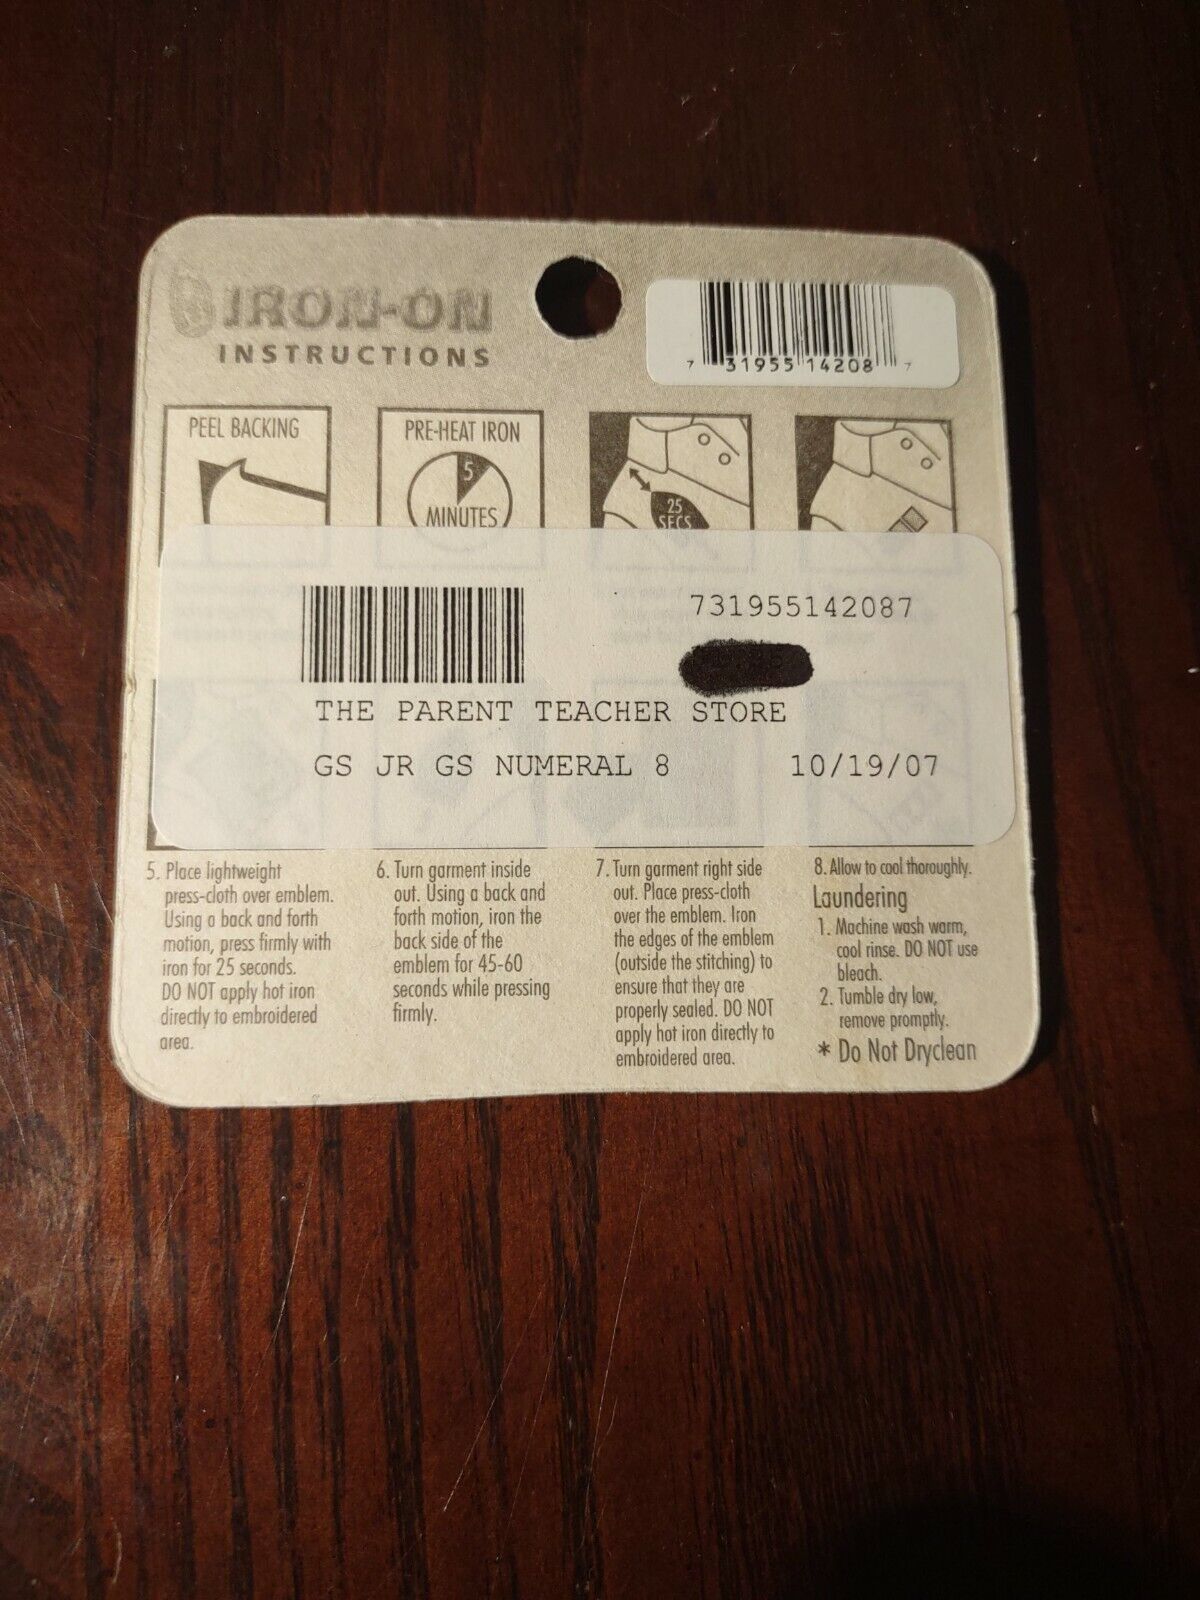 IRON-ON
INSTRUCTIONS
7 31955 14208 7
PEEL BACKING
PRE-HEAT IRON
5
MINUTES
25
SECS
731955142087
THE PARENT TEACHER STORE
GS JR GS NUMERAL 8 10/19/07
5. Place lightweight
press-cloth over emblem.
Using a back and forth
motion, press firmly with
iron for 25 seconds.
DO NOT apply hot iron
directly to embroidered
area.
6. Turn garment inside
out. Using a back and
forth motion, iron the
back side of the
emblem for 45-60
seconds while pressing
firmly.
7. Turn garment right side
out. Place press-cloth
over the emblem. Iron
the edges of the emblem
(outside the stitching) to
ensure that they are
properly sealed. DO NOT
apply hot iron directly to
embroidered area.
8. Allow to cool thoroughly.
Laundering
1. Machine wash warm,
cool rinse. DO NOT use
bleach.
2. Tumble dry low,
remove promptly.
* Do Not Dryclean